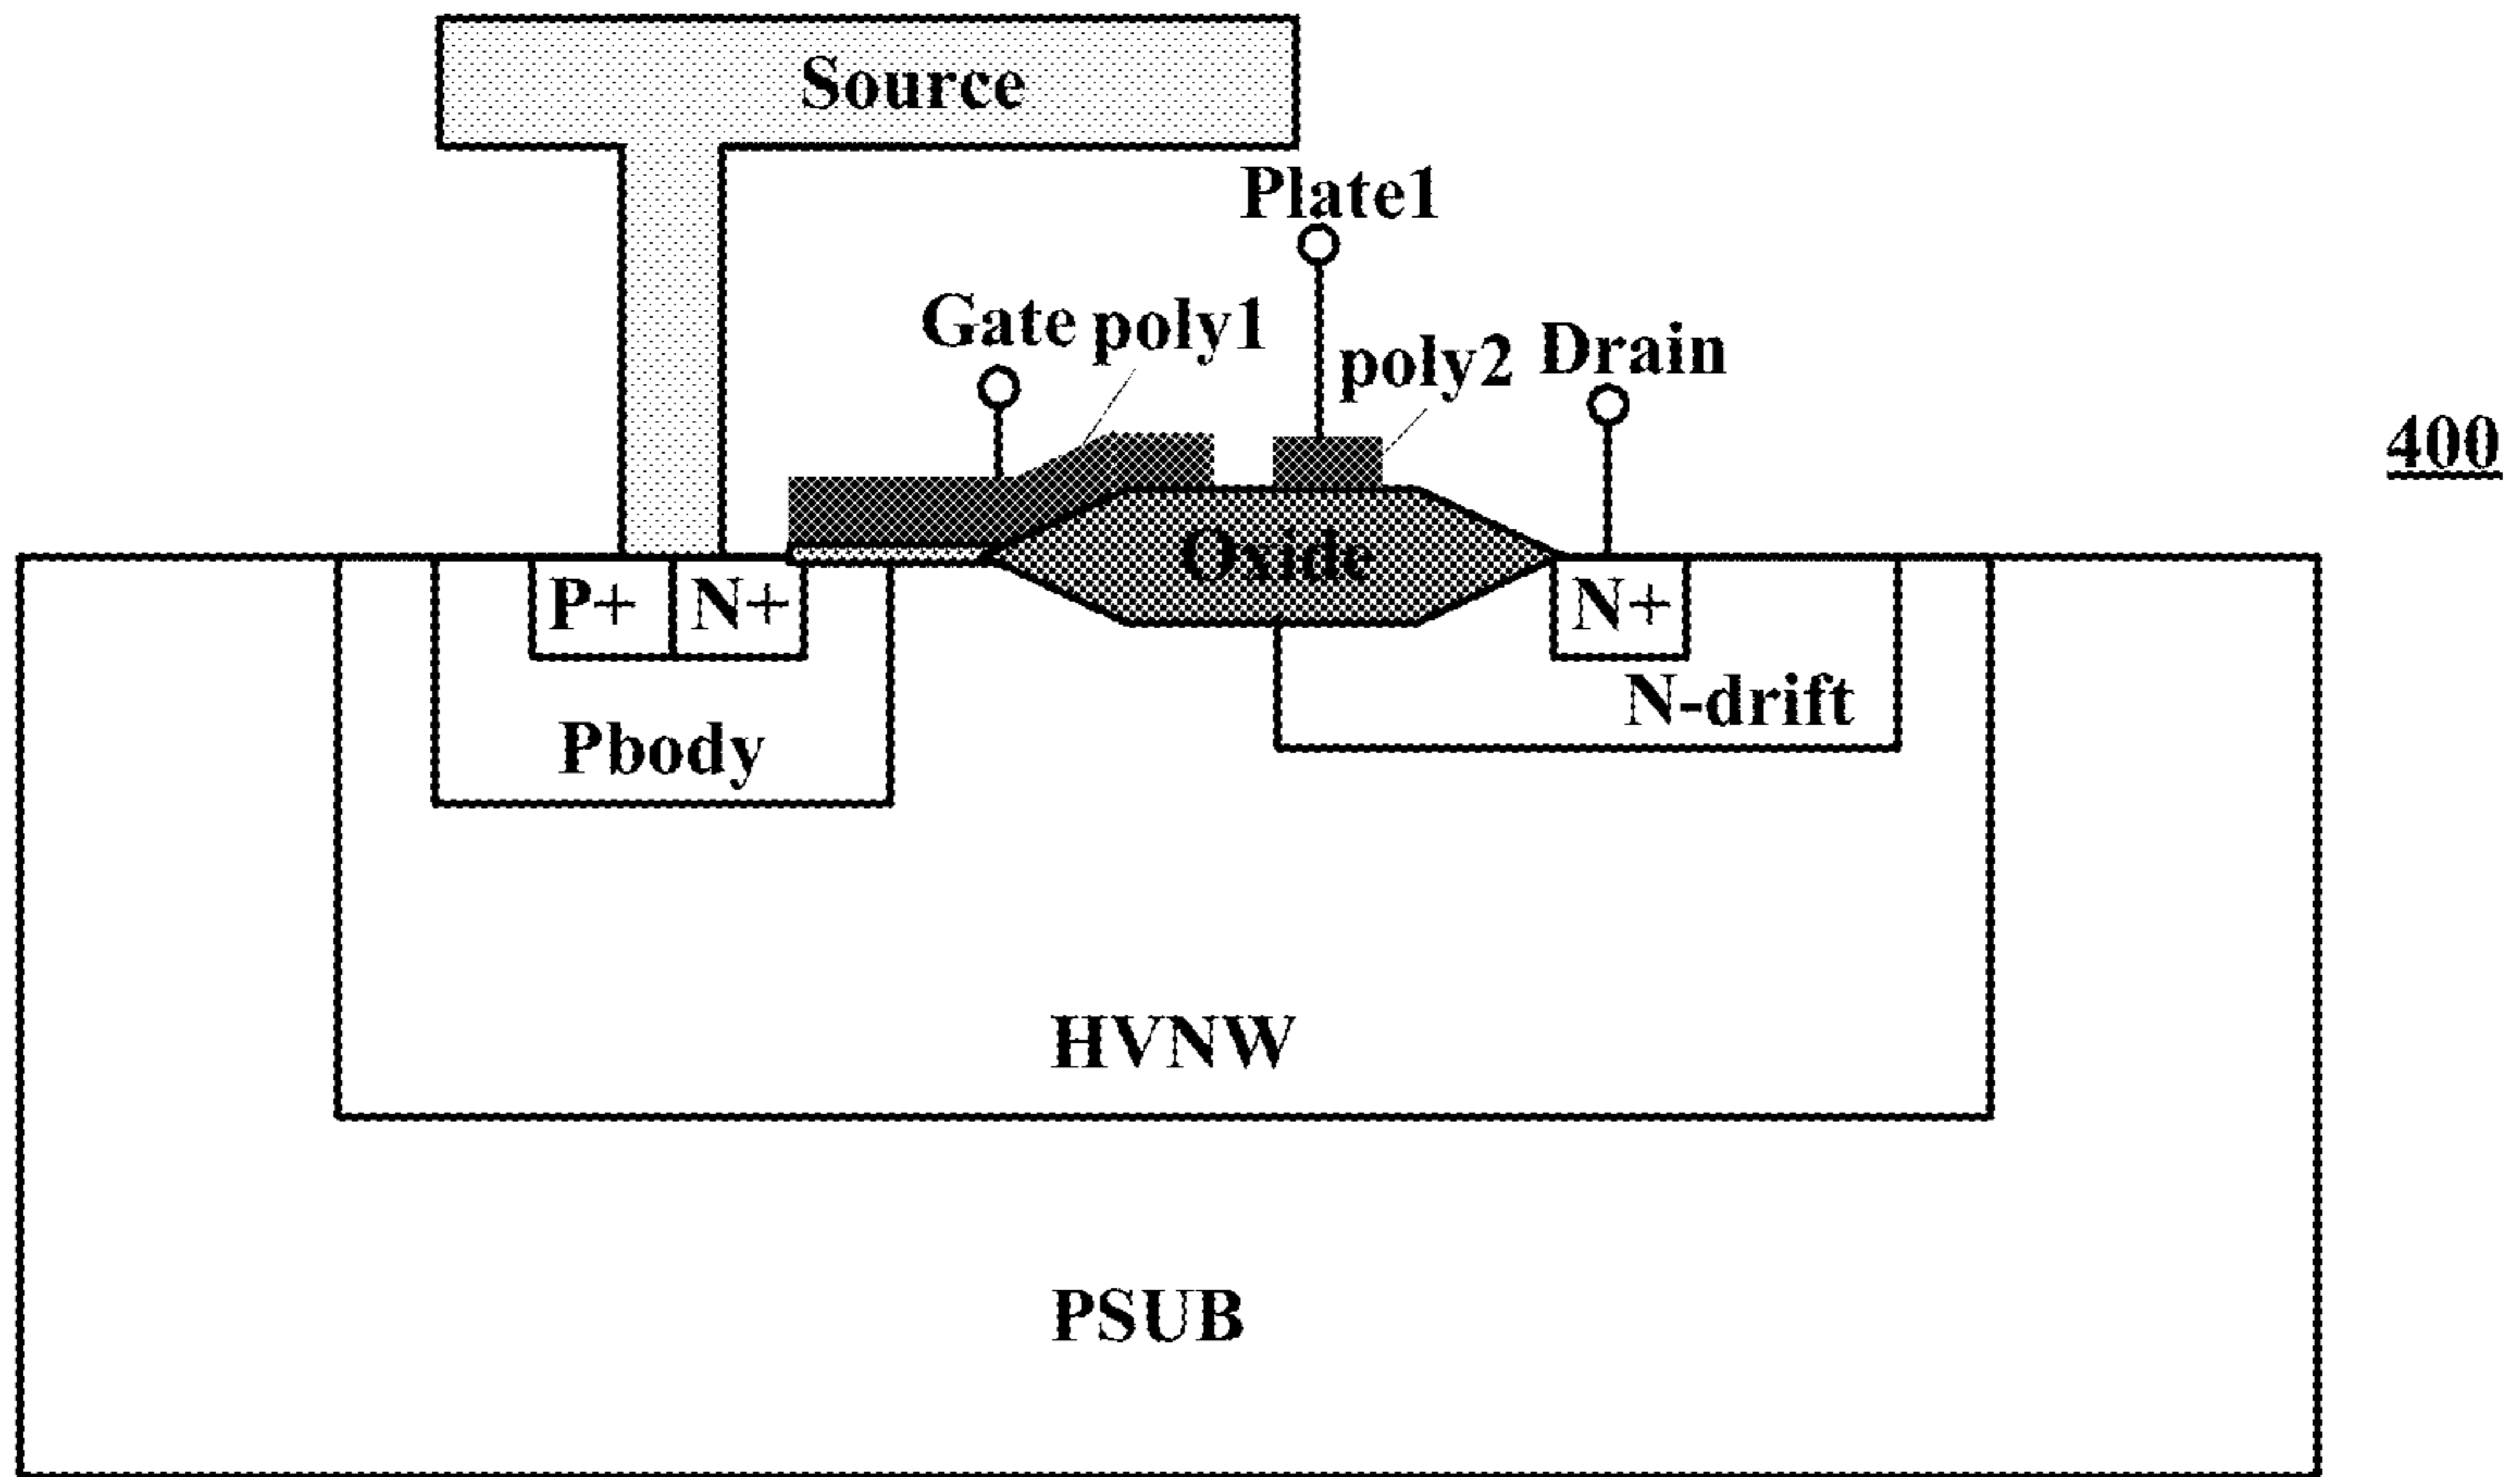 Source
Plate1
Gate poly1
poly2 Drain
400
Oxide
P+ N+ N+
N-drift
Pbody
HVNW
PSUB